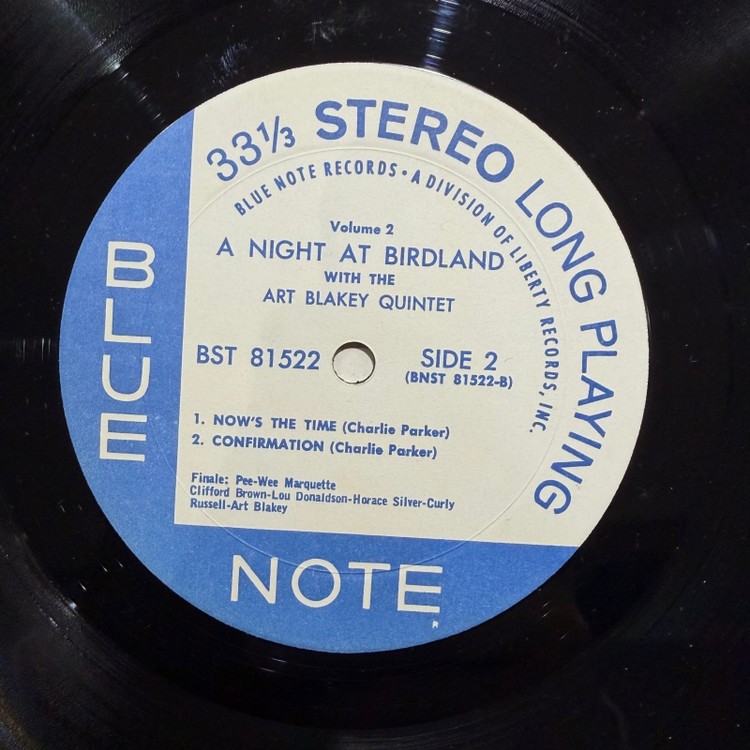 33⅓ STEREO LONG PLAYING
BLUE NOTE RECORDS • A DIVISION OF LIBERTY RECORDS, INC.
Volume 2
A NIGHT AT BIRDLAND
WITH THE
ART BLAKEY QUINTET
BST 81522
SIDE 2
(BNST 81522-B)
1. NOW'S THE TIME (Charlie Parker)
2. CONFIRMATION (Charlie Parker)
Finale: Pee-Wee Marquette
Clifford Brown-Lou Donaldson-Horace Silver-Curly
Russell-Art Blakey
BLUE
NOTE